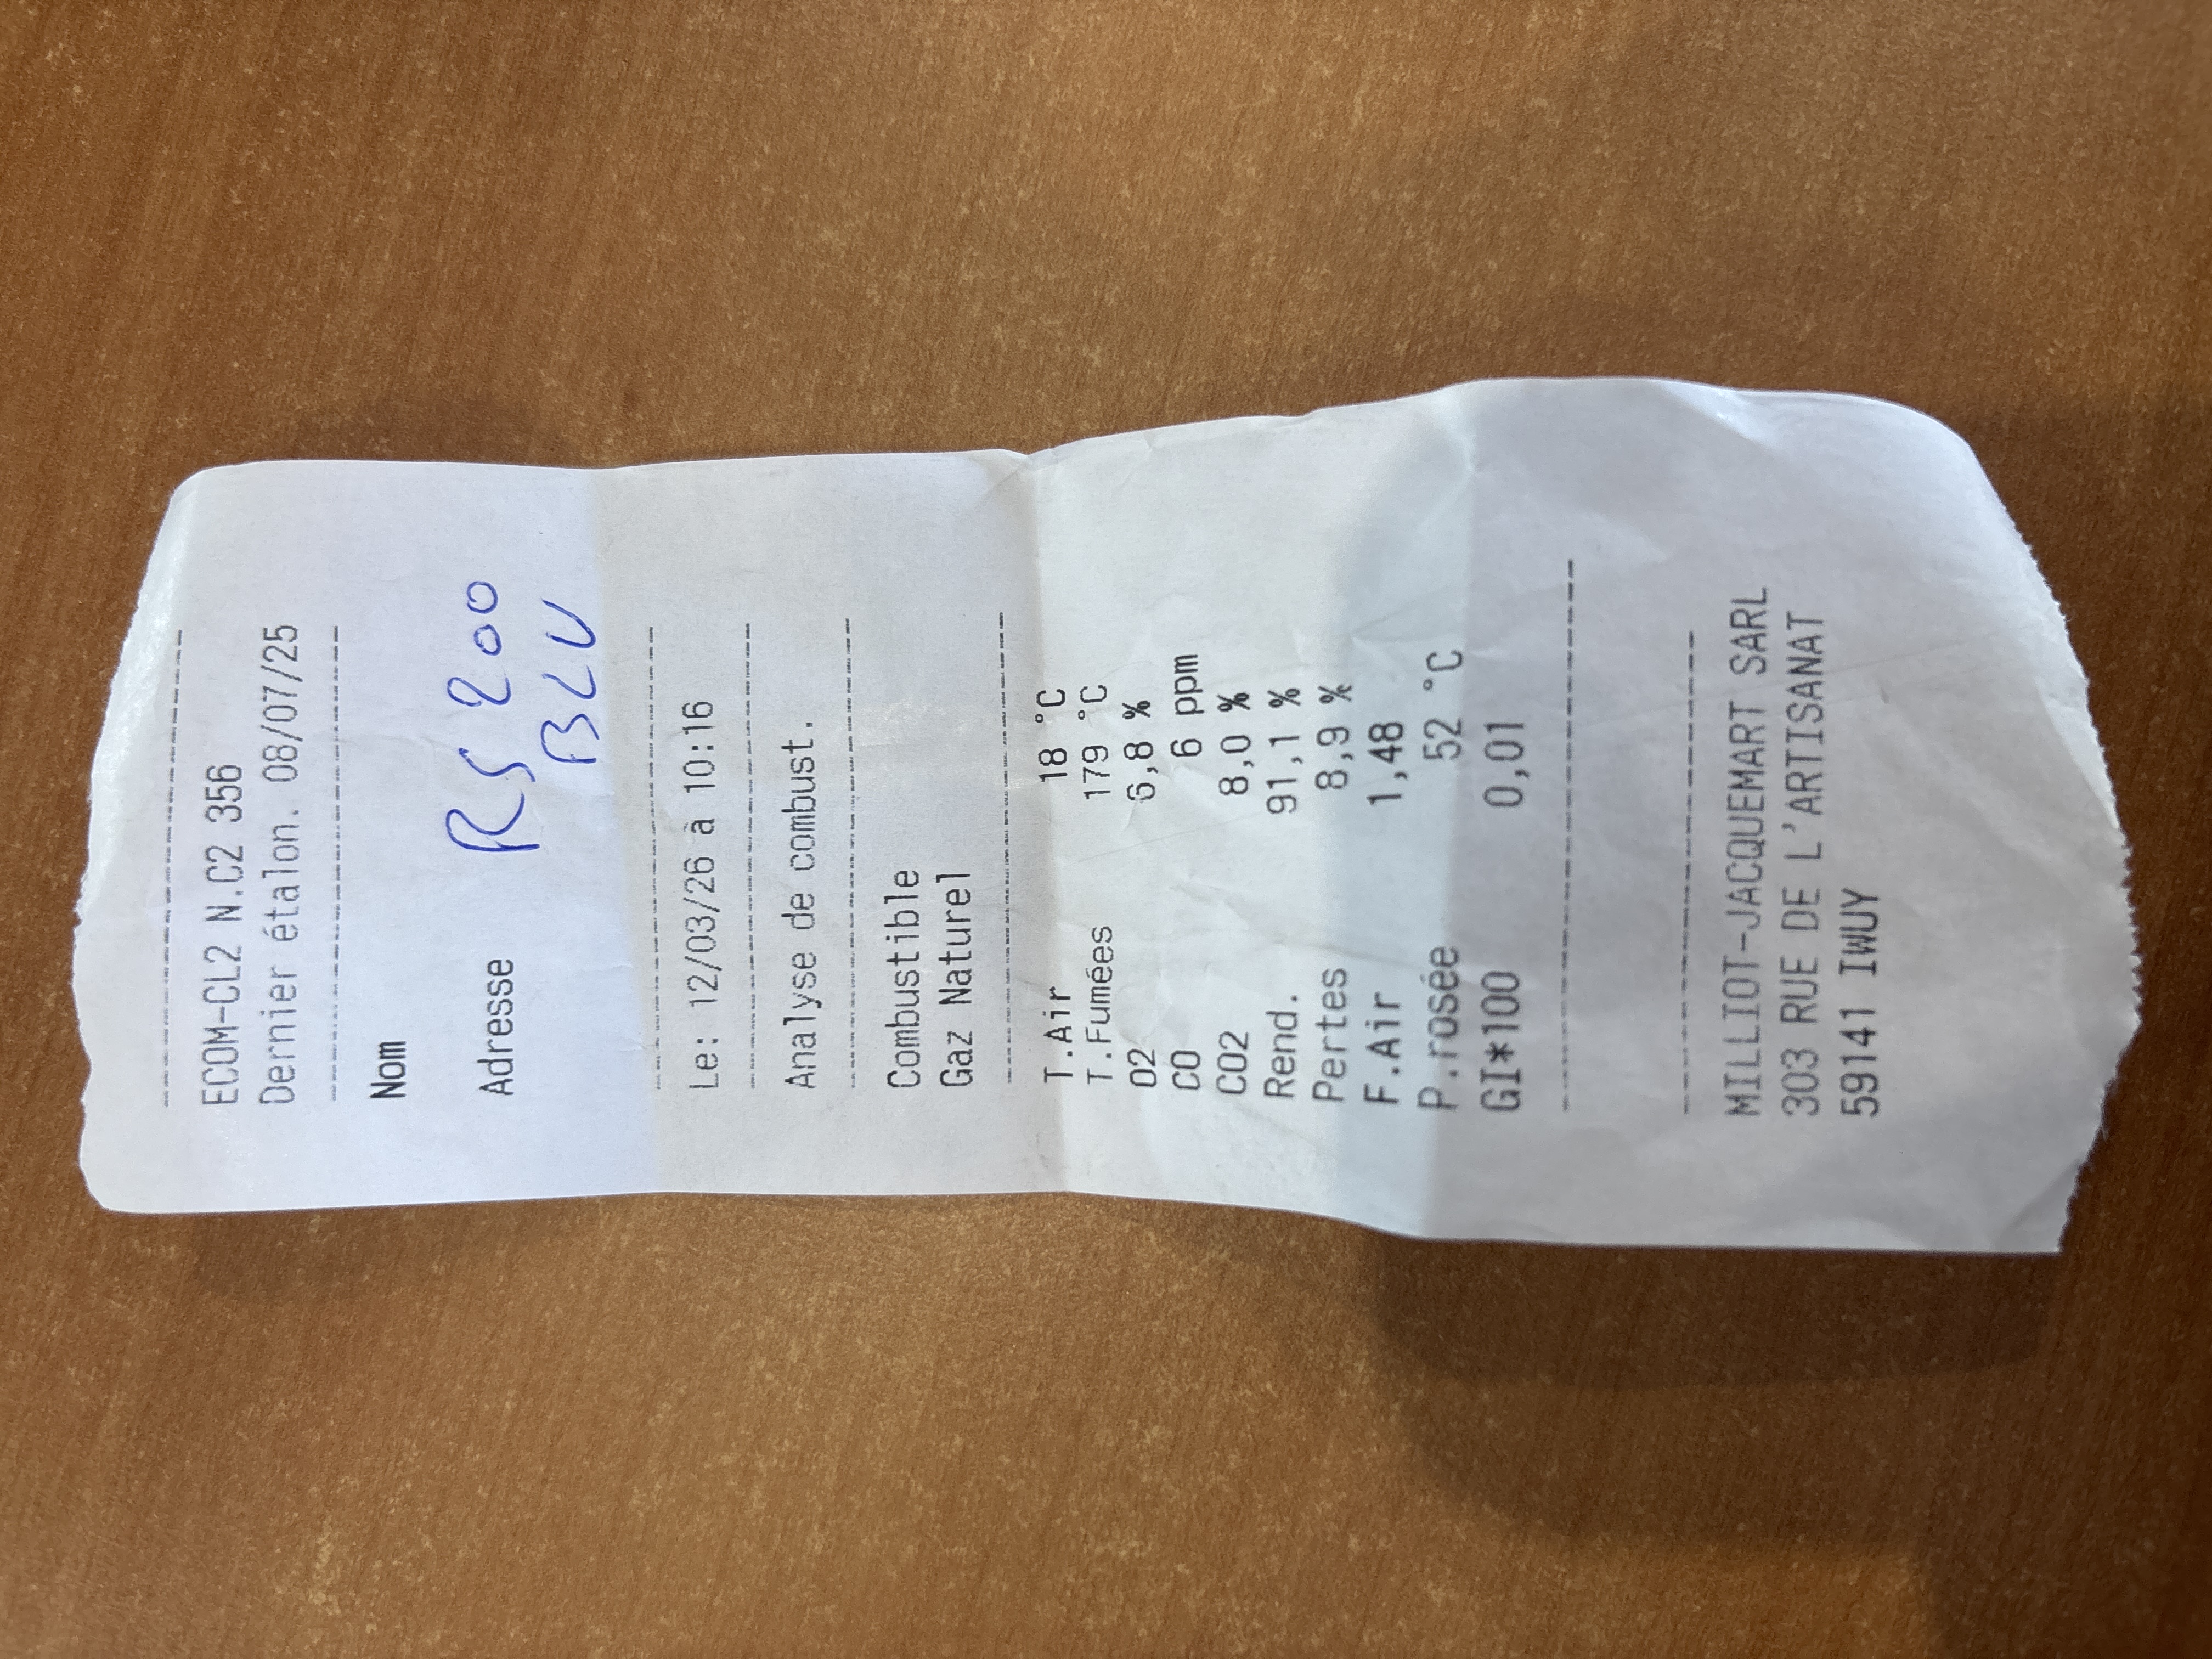 ECOM-CL2 N.C2 356
Dernier étalon. 08/07/25
Nom
Adresse RS 200
BLU
Le: 12/03/26 à 10:16
Analyse de combust.
Combustible
Gaz Naturel
T.Air 18 °C
T.Fumées 179 °C
O2 6,8 %
CO 6 ppm
CO2 8,0 %
Rend. 91,1 %
Pertes 8,9 %
F.Air 1,48
P.rosée 52 °C
GI*100 0,01
MILLIOT-JACQUEMART SARL
303 RUE DE L'ARTISANAT
59141 IWUY